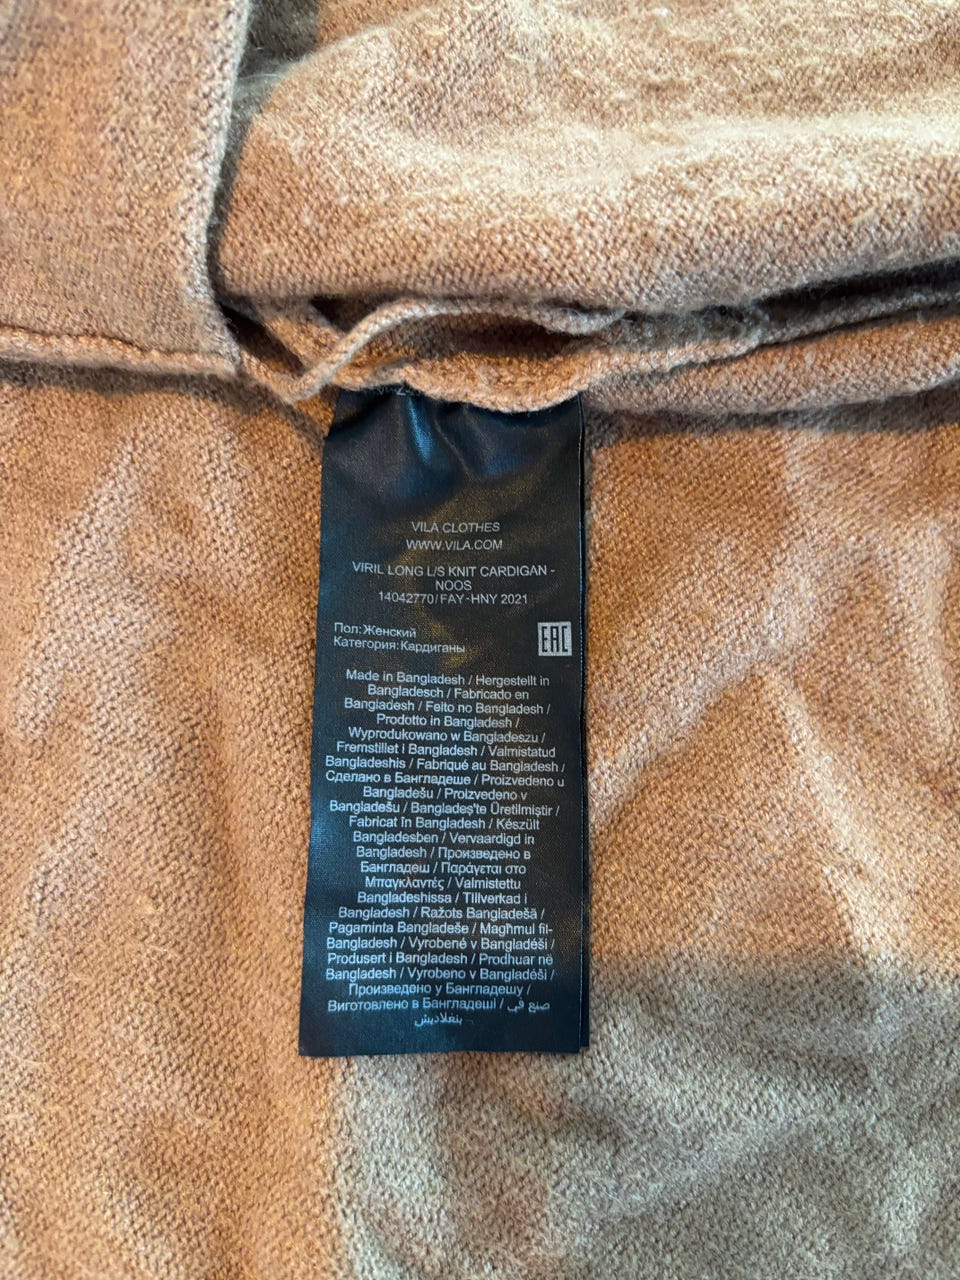 VILA CLOTHES
WWW.VILA.COM
VIRIL LONG L/S KNIT CARDIGAN -
NOOS
14042770/FAY-HNY 2021
Пол:Женский
Категория:Кардиганы
EAC
Made in Bangladesh / Hergestellt in
Bangladesch / Fabricado en
Bangladesh / Feito no Bangladesh /
Prodotto in Bangladesh /
Wyprodukowano w Bangladeszu /
Fremstillet i Bangladesh / Valmistatud
Bangladeshis / Fabriqué au Bangladesh /
Сделано в Бангладеше / Proizvedeno u
Bangladešu / Proizvedeno v
Bangladešu / Bangladeş'te Üretilmiştir /
Fabricat în Bangladesh / Készült
Bangladesben / Vervaardigd in
Bangladesh / Произведено в
Бангладеш / Παράγεται στο
Μπαγκλαντές / Valmistettu
Bangladeshissa / Tillverkad i
Bangladesh / Ražots Bangladešā /
Pagaminta Bangladeše / Magħmul fil-
Bangladesh / Vyrobené v Bangladéši /
Produsert i Bangladesh / Prodhuar në
Bangladesh / Vyrobeno v Bangladéši /
Произведено у Бангладешу /
Виготовлено в Бангладеші / صنع في
بنغلاديش